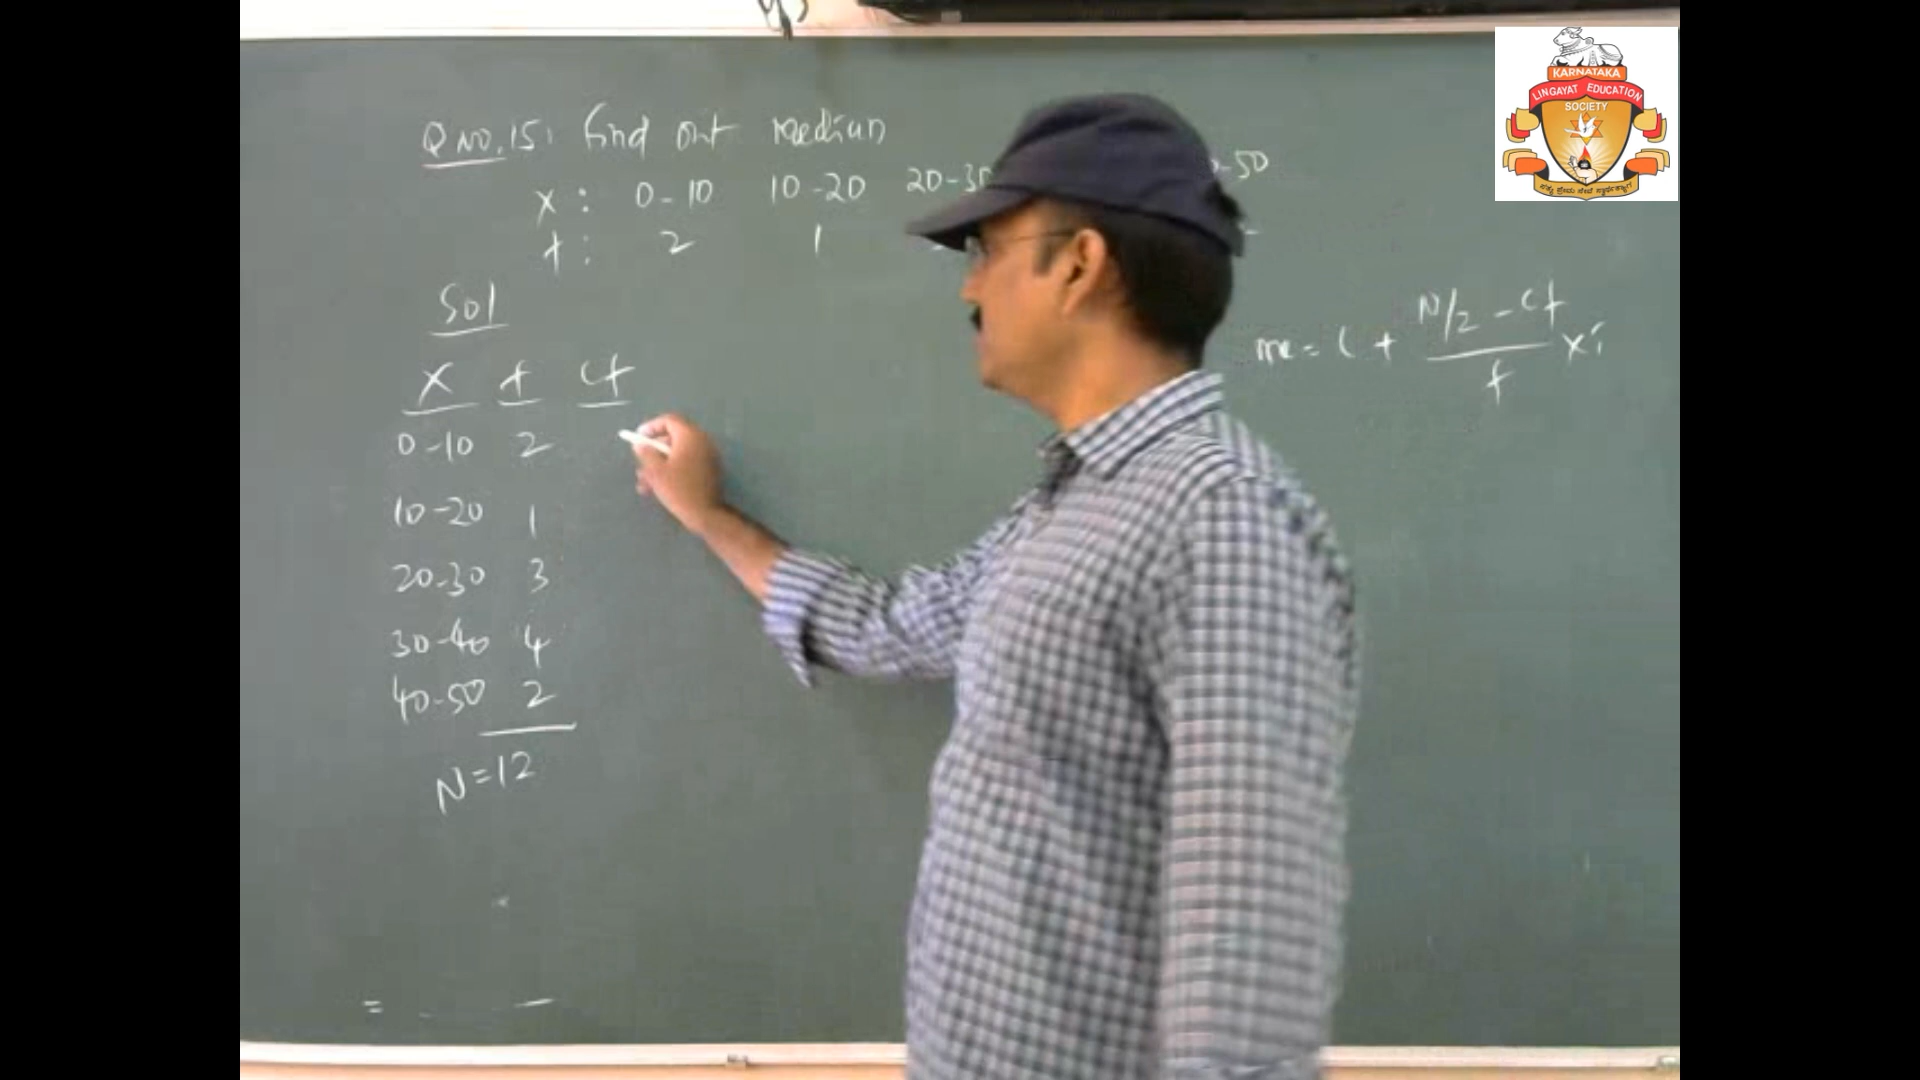 Q NO. 15. Find out Median
x : 0-10 10-20 20-30 -50
f : 2 1
Sol
X f cf
0-10 2
10-20 1
20-30 3
30-40 4
40-50 2
N=12
me = L + N/2 - cf
f
x i
KARNATAKA
LINGAYAT EDUCATION
SOCIETY